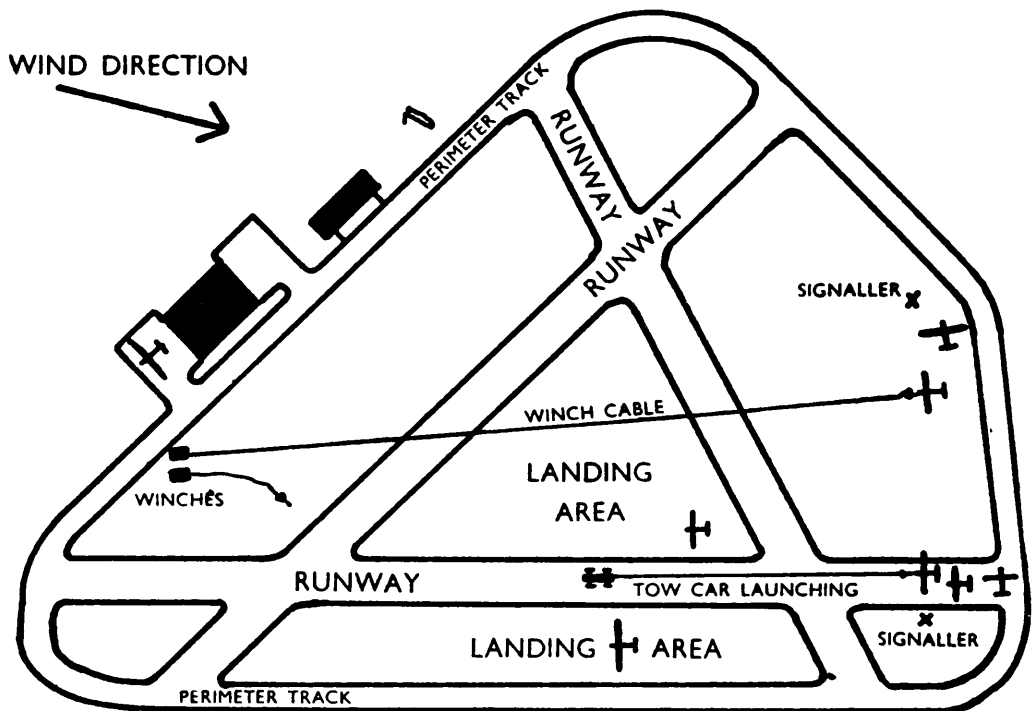 WIND DIRECTION
PERIMETER TRACK
RUNWAY
RUNWAY
SIGNALLER
WINCH CABLE
LANDING
AREA
WINCHES
RUNWAY
TOW CAR LAUNCHING
LANDING AREA
SIGNALLER
PERIMETER TRACK